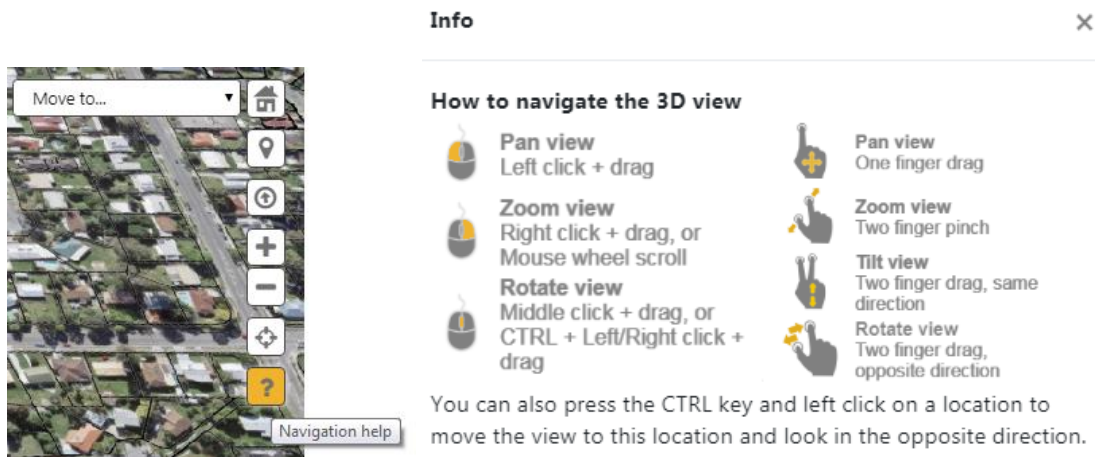 Info
×
Move to...
?
Navigation help
How to navigate the 3D view
Pan view
Left click + drag
Zoom view
Right click + drag, or
Mouse wheel scroll
Rotate view
Middle click + drag, or
CTRL + Left/Right click +
drag
Pan view
One finger drag
Zoom view
Two finger pinch
Tilt view
Two finger drag, same
direction
Rotate view
Two finger drag,
opposite direction
You can also press the CTRL key and left click on a location to
move the view to this location and look in the opposite direction.